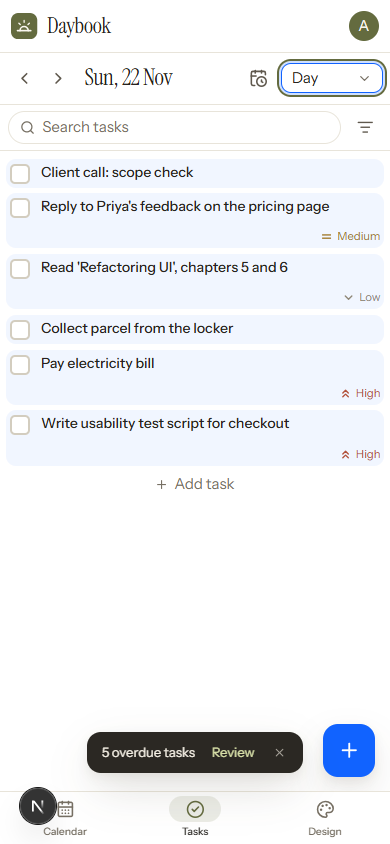 Daybook
A
Sun, 22 Nov
Day
Search tasks
Client call: scope check
Reply to Priya's feedback on the pricing page
Medium
Read 'Refactoring UI', chapters 5 and 6
Low
Collect parcel from the locker
Pay electricity bill
High
Write usability test script for checkout
High
+ Add task
5 overdue tasks Review ×
+
N
Calendar
Tasks
Design